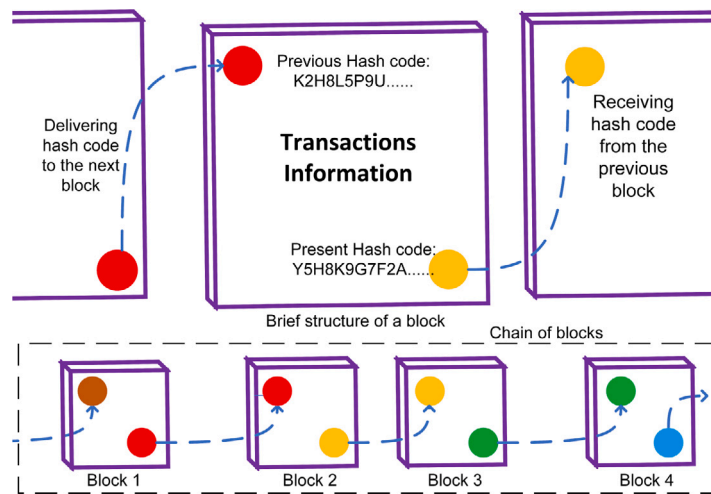 Delivering
hash code
to the next
block
Previous Hash code:
K2H8L5P9U......
Transactions
Information
Present Hash code:
Y5H8K9G7F2A......
Receiving
hash code
from the
previous
block
Brief structure of a block
Chain of blocks
Block 1
Block 2
Block 3
Block 4